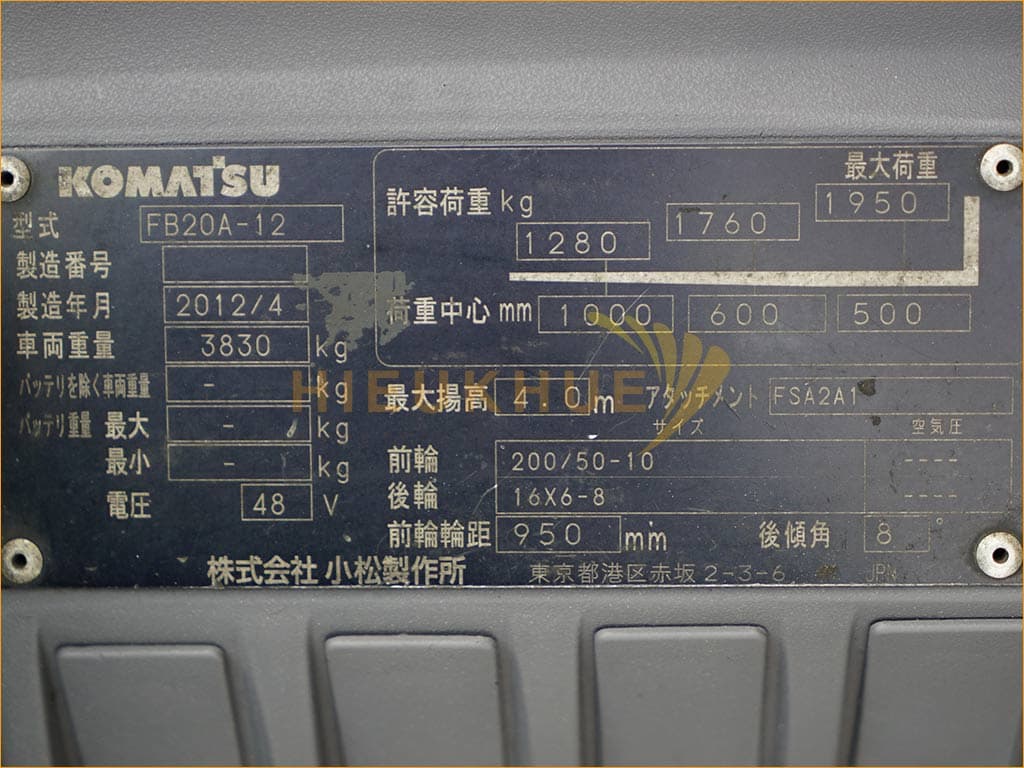 KOMATSU
型式 FB20A-12
製造番号
製造年月 2012/4
車両重量 3830 kg
バッテリを除く車両重量 - kg
バッテリ重量 最大 - kg
最小 - kg
電圧 48 V
最大荷重
許容荷重 kg 1280 1760 1950
荷重中心 mm 1000 600 500
HIEUKHUE
最大揚高 4.0 m アタッチメント FSA2A1
サイズ 空気圧
前輪 200/50-10 ----
後輪 16X6-8 ----
前輪輪距 950 mm 後傾角 8°
株式会社 小松製作所 東京都港区赤坂2-3-6 JPN